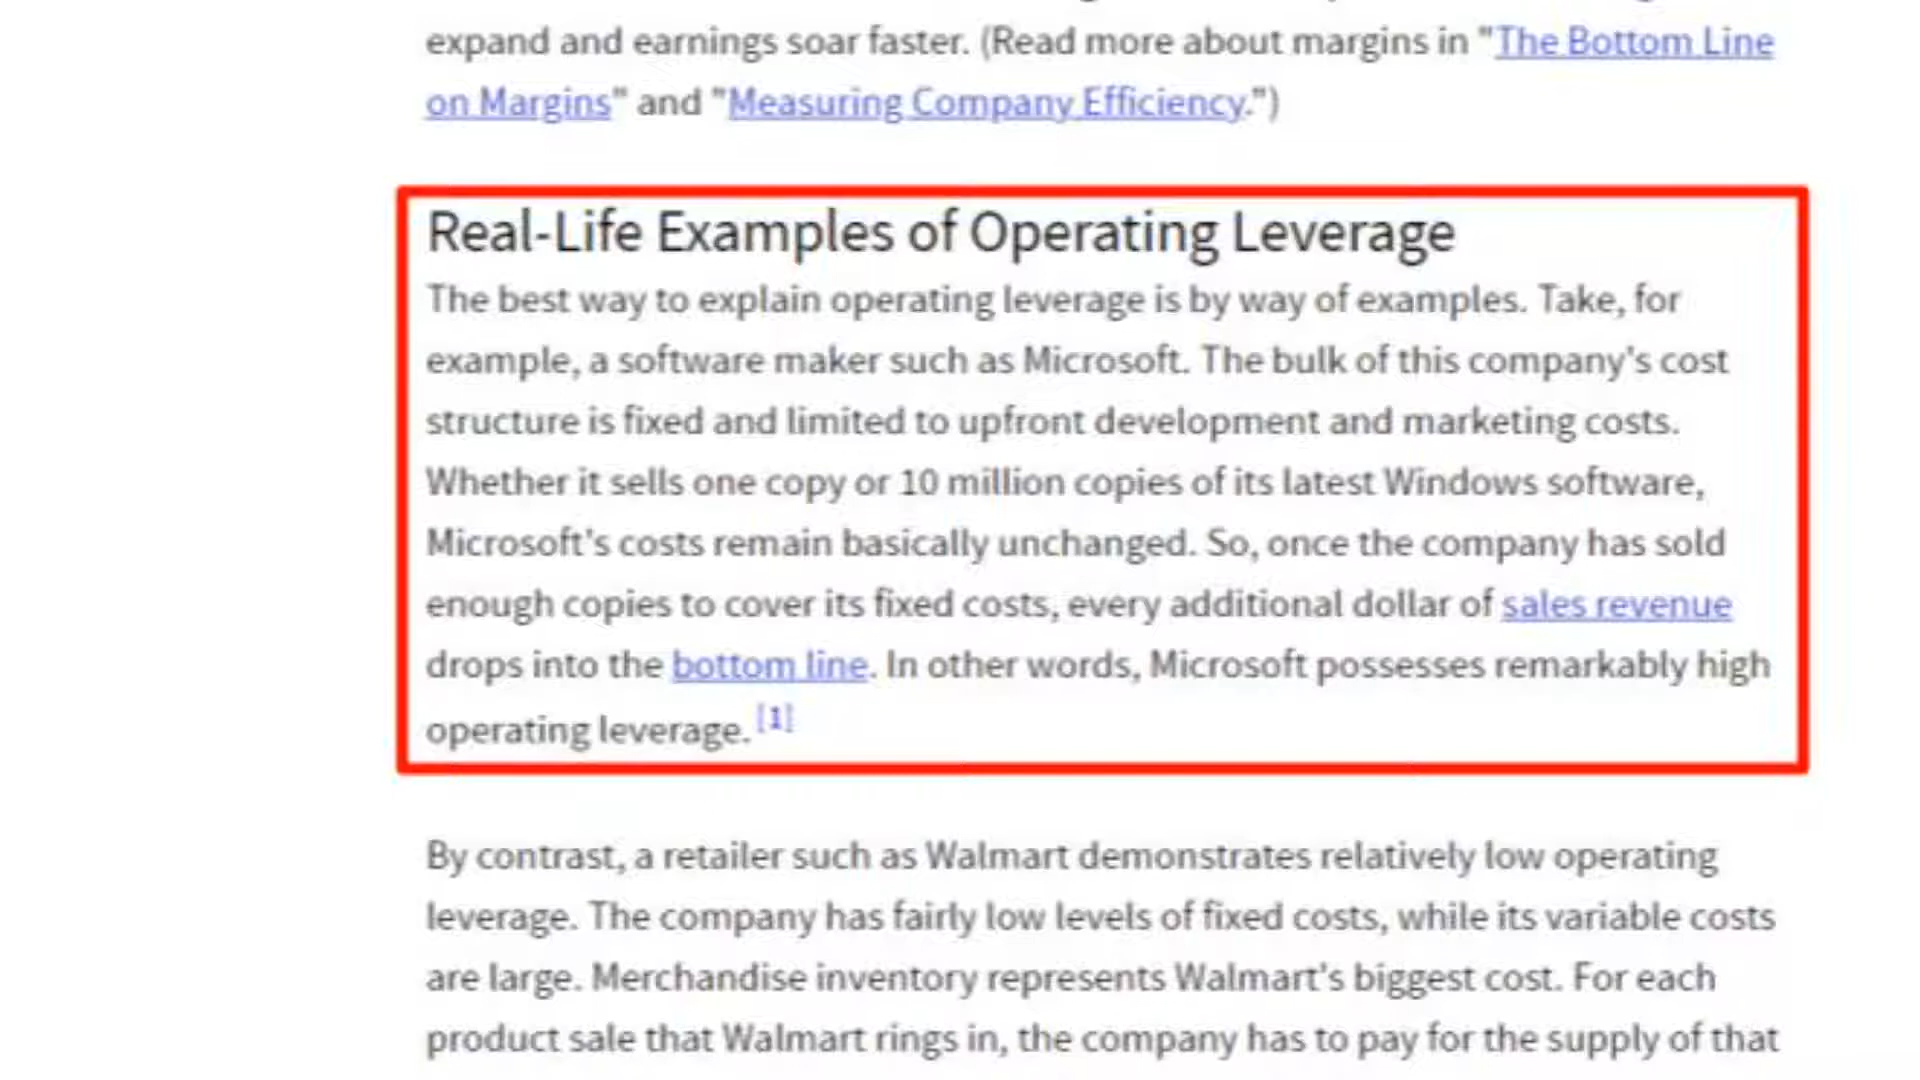 expand and earnings soar faster. (Read more about margins in "The Bottom Line
on Margins" and "Measuring Company Efficiency.")
Real-Life Examples of Operating Leverage
The best way to explain operating leverage is by way of examples. Take, for
example, a software maker such as Microsoft. The bulk of this company's cost
structure is fixed and limited to upfront development and marketing costs.
Whether it sells one copy or 10 million copies of its latest Windows software,
Microsoft's costs remain basically unchanged. So, once the company has sold
enough copies to cover its fixed costs, every additional dollar of sales revenue
drops into the bottom line. In other words, Microsoft possesses remarkably high
operating leverage. [1]
By contrast, a retailer such as Walmart demonstrates relatively low operating
leverage. The company has fairly low levels of fixed costs, while its variable costs
are large. Merchandise inventory represents Walmart's biggest cost. For each
product sale that Walmart rings in, the company has to pay for the supply of that